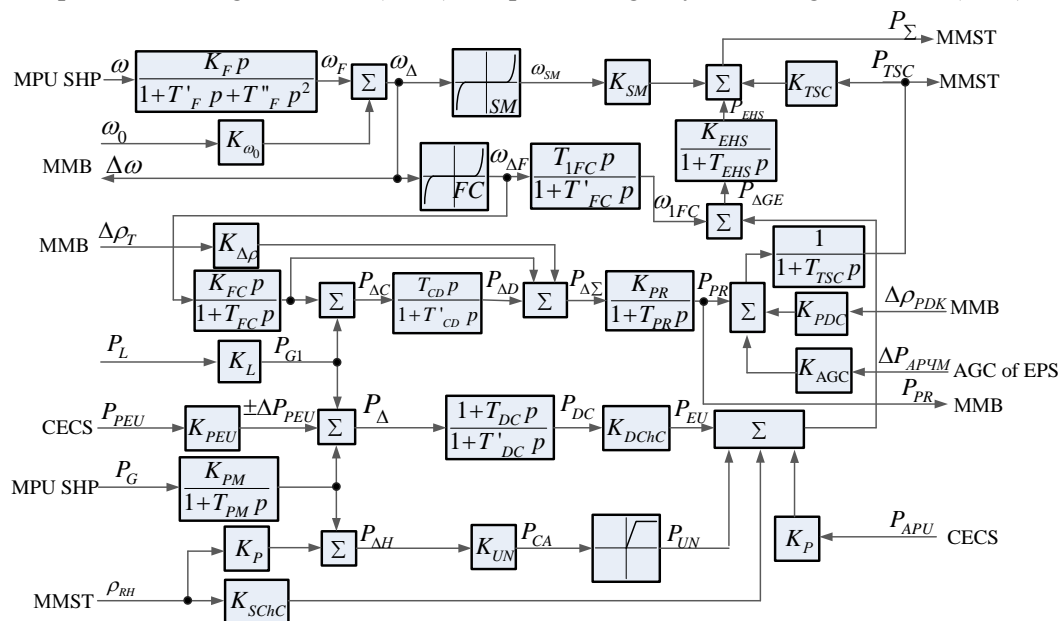 MPU SHP ω K_F p / 1+T'_F p+T''_F p² ω_F Σ ω_Δ SM ω_SM K_SM Σ P_Σ MMST
K_TSC P_TSC MMST
ω_0 K_ω0
P_EHS
K_EHS / 1+T_EHS p
MMB Δω FC ω_ΔF T_1FC p / 1+T'_FC p ω_1FC Σ P_ΔGE
MMB Δρ_T K_Δρ
1 / 1+T_TSC p
K_FC p / 1+T_FC p Σ P_ΔC T_CD p / 1+T'_CD p P_ΔD Σ P_ΔΣ K_PR / 1+T_PR p P_PR Σ
K_PDC Δρ_PDK MMB
P_L K_L P_G1
K_AGC ΔP_АРЧМ AGC of EPS
P_PR MMB
CECS P_PEU K_PEU ±ΔP_PEU Σ P_Δ 1+T_DC p / 1+T'_DC p P_DC K_DChC P_EU Σ
MPU SHP P_G K_PM / 1+T_PM p
K_P Σ P_ΔH K_UN P_CA P_UN K_P P_APU CECS
MMST ρ_RH K_SChC